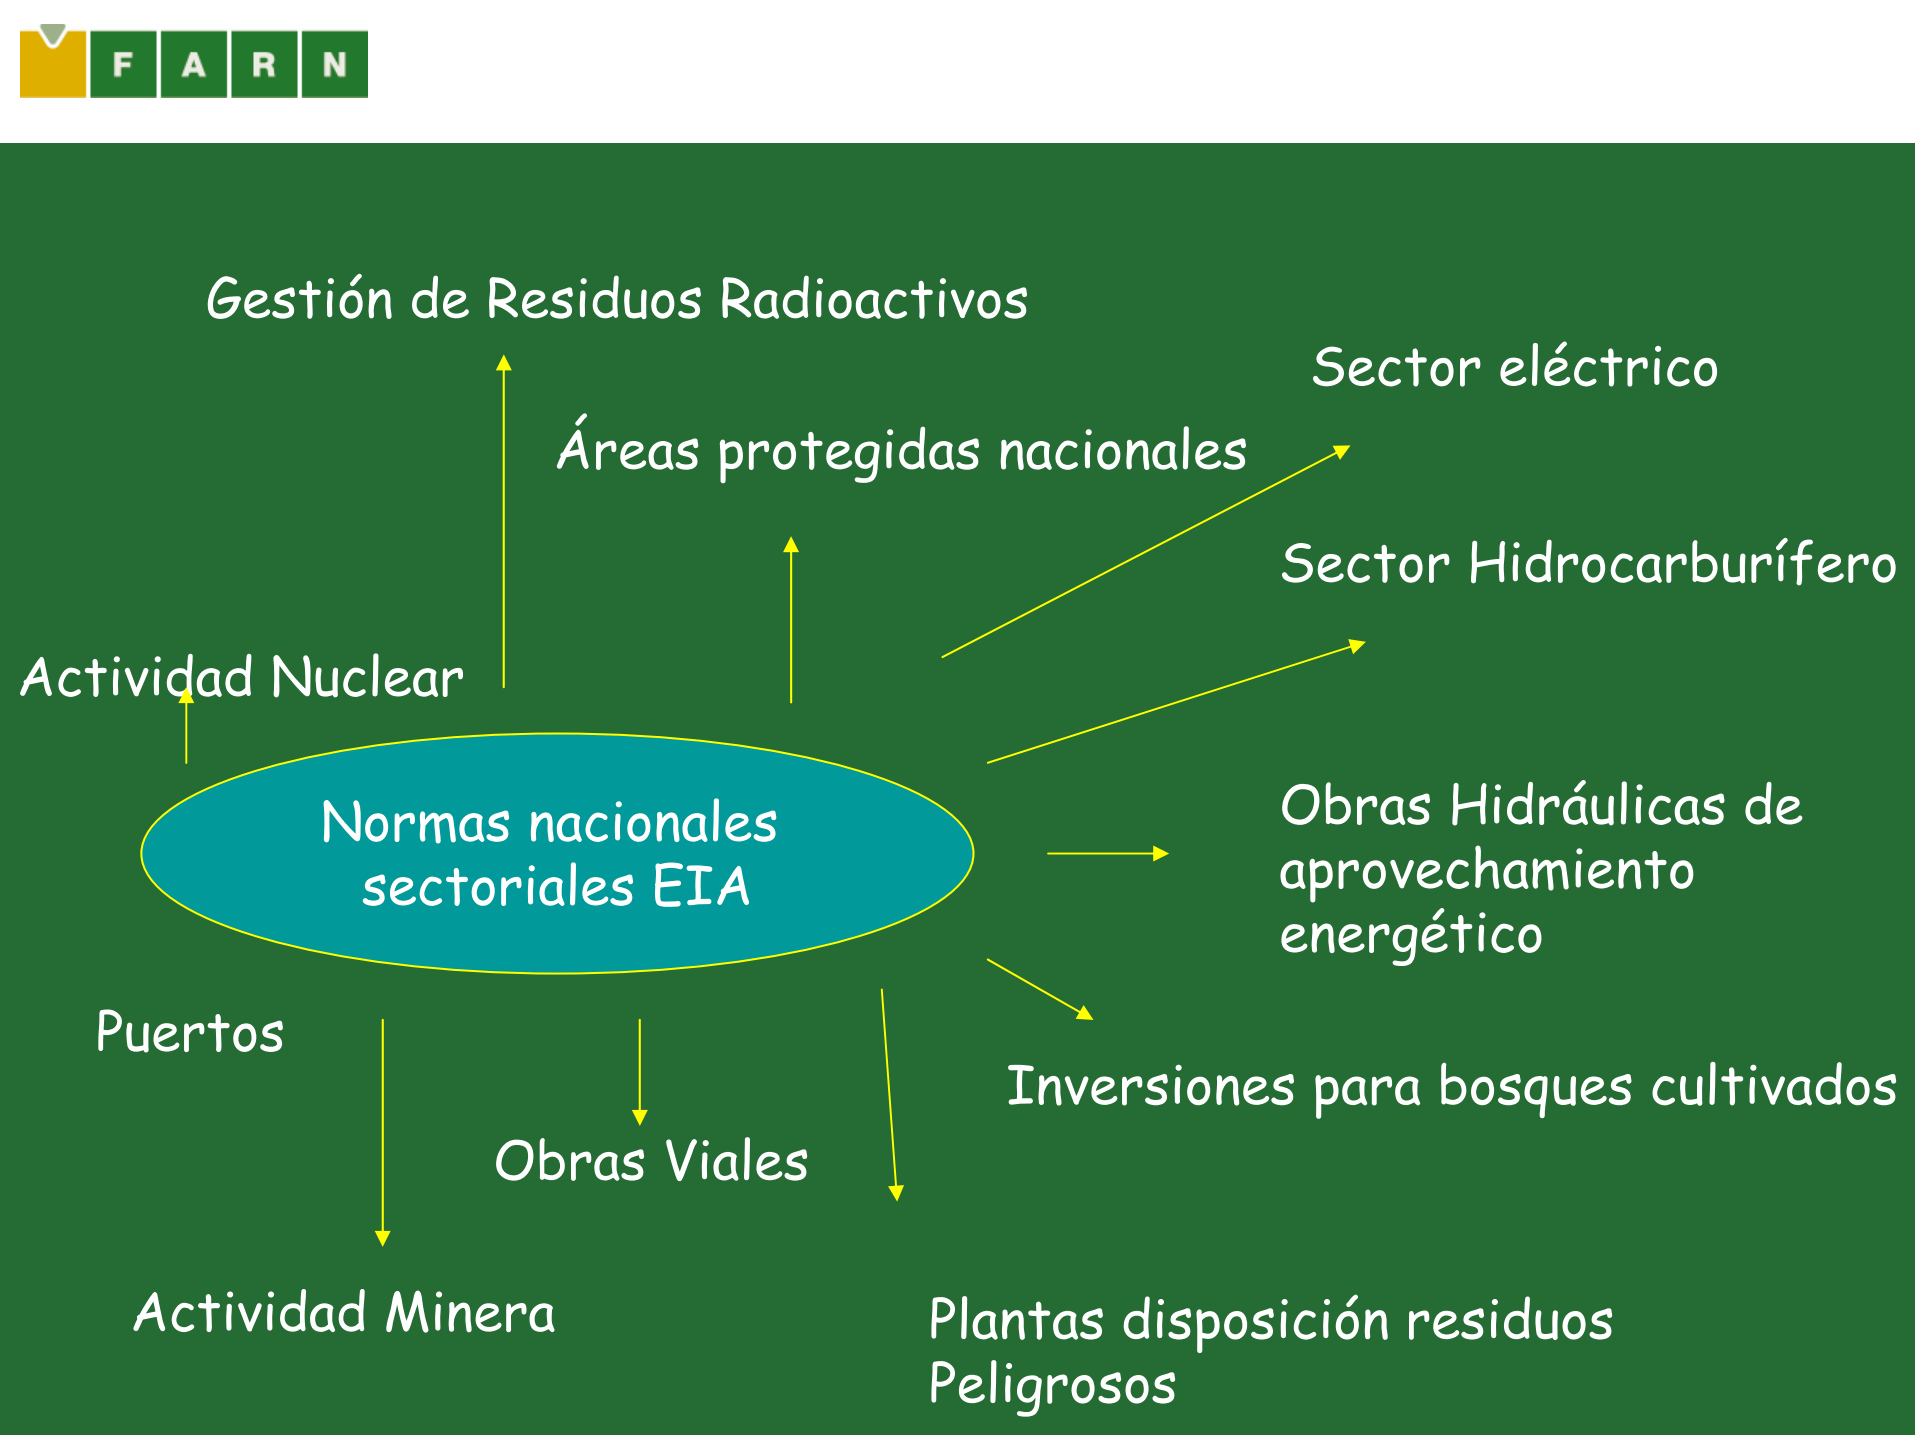 FARN
Gestión de Residuos Radioactivos
Sector eléctrico
Áreas protegidas nacionales
Sector Hidrocarburífero
Actividad Nuclear
Normas nacionales
sectoriales EIA
Obras Hidráulicas de
aprovechamiento
energético
Puertos
Inversiones para bosques cultivados
Obras Viales
Actividad Minera
Plantas disposición residuos
Peligrosos